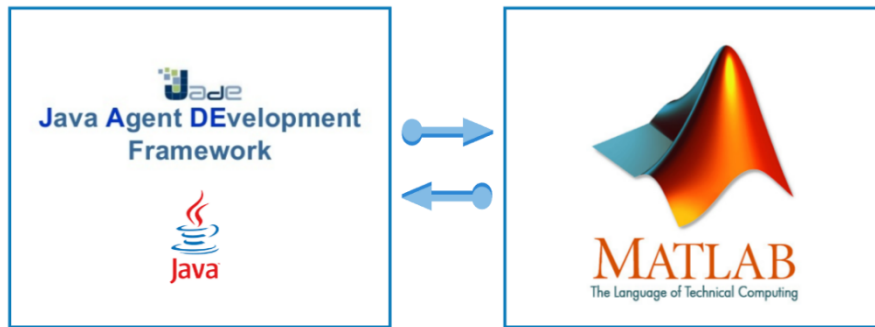 Jade
Java Agent DEvelopment
Framework
Java
MATLAB
The Language of Technical Computing